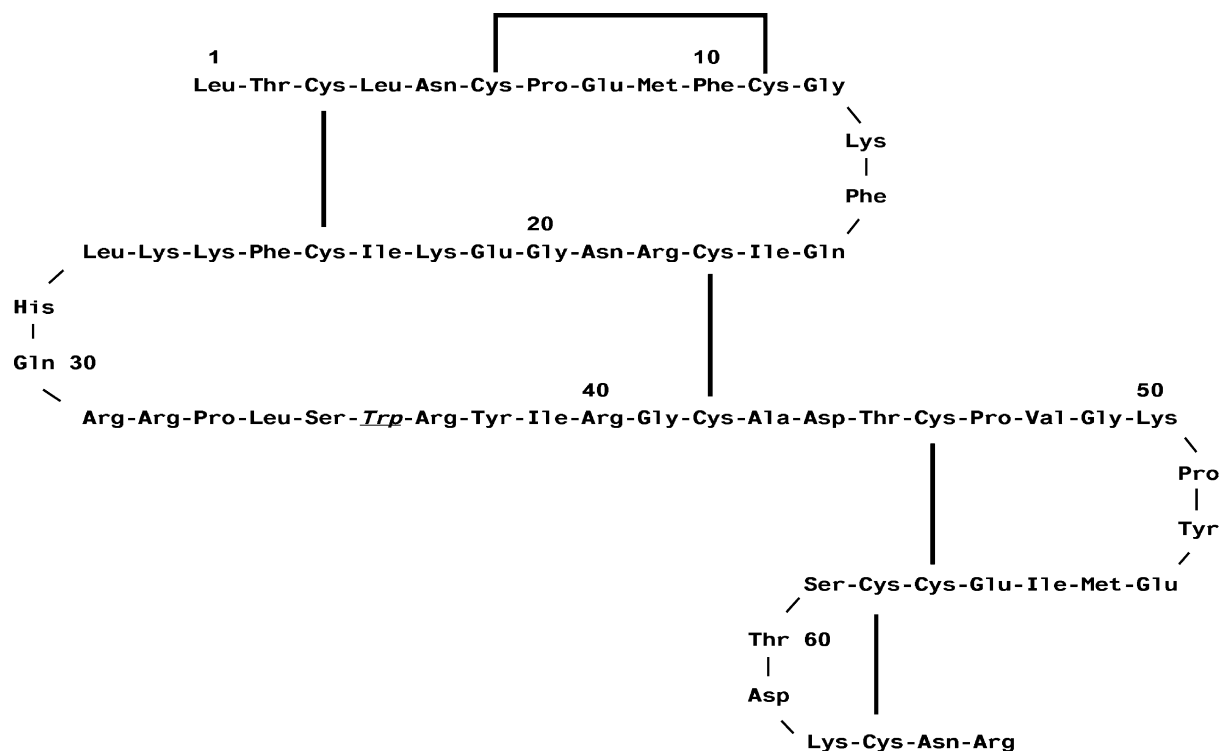 1 10
Leu-Thr-Cys-Leu-Asn-Cys-Pro-Glu-Met-Phe-Cys-Gly
Lys
Phe
20
Leu-Lys-Lys-Phe-Cys-Ile-Lys-Glu-Gly-Asn-Arg-Cys-Ile-Gln
His
Gln 30
40 50
Arg-Arg-Pro-Leu-Ser-Trp-Arg-Tyr-Ile-Arg-Gly-Cys-Ala-Asp-Thr-Cys-Pro-Val-Gly-Lys
Pro
Tyr
Ser-Cys-Cys-Glu-Ile-Met-Glu
Thr 60
Asp
Lys-Cys-Asn-Arg